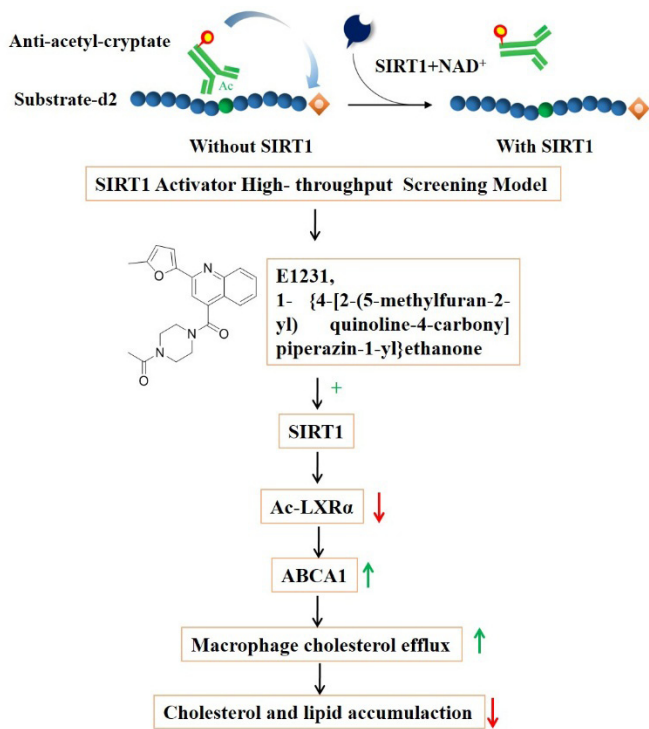 Anti-acetyl-cryptate
Ac
SIRT1+NAD⁺
Substrate-d2
Without SIRT1
With SIRT1
SIRT1 Activator High- throughput Screening Model
O
N
N
O
N
O
E1231,
1- {4-[2-(5-methylfuran-2-
yl) quinoline-4-carbony]
piperazin-1-yl}ethanone
+
SIRT1
Ac-LXRα
ABCA1
Macrophage cholesterol efflux
Cholesterol and lipid accumulaction